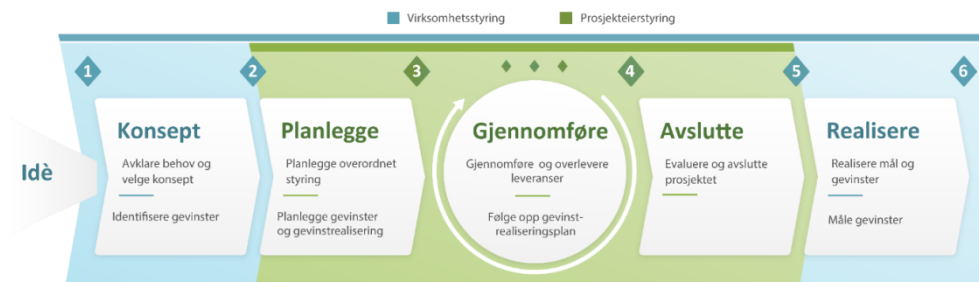 Virksomhetsstyring
Prosjekteierstyring
1
2
3
4
5
6
Idè
Konsept
Avklare behov og
velge konsept
Identifisere gevinster
Planlegge
Planlegge overordnet
styring
Planlegge gevinster
og gevinstrealisering
Gjennomføre
Gjennomføre og overlevere
leveranser
Følge opp gevinst-
realiseringsplan
Avslutte
Evaluere og avslutte
prosjektet
Realisere
Realisere mål og
gevinster
Måle gevinster